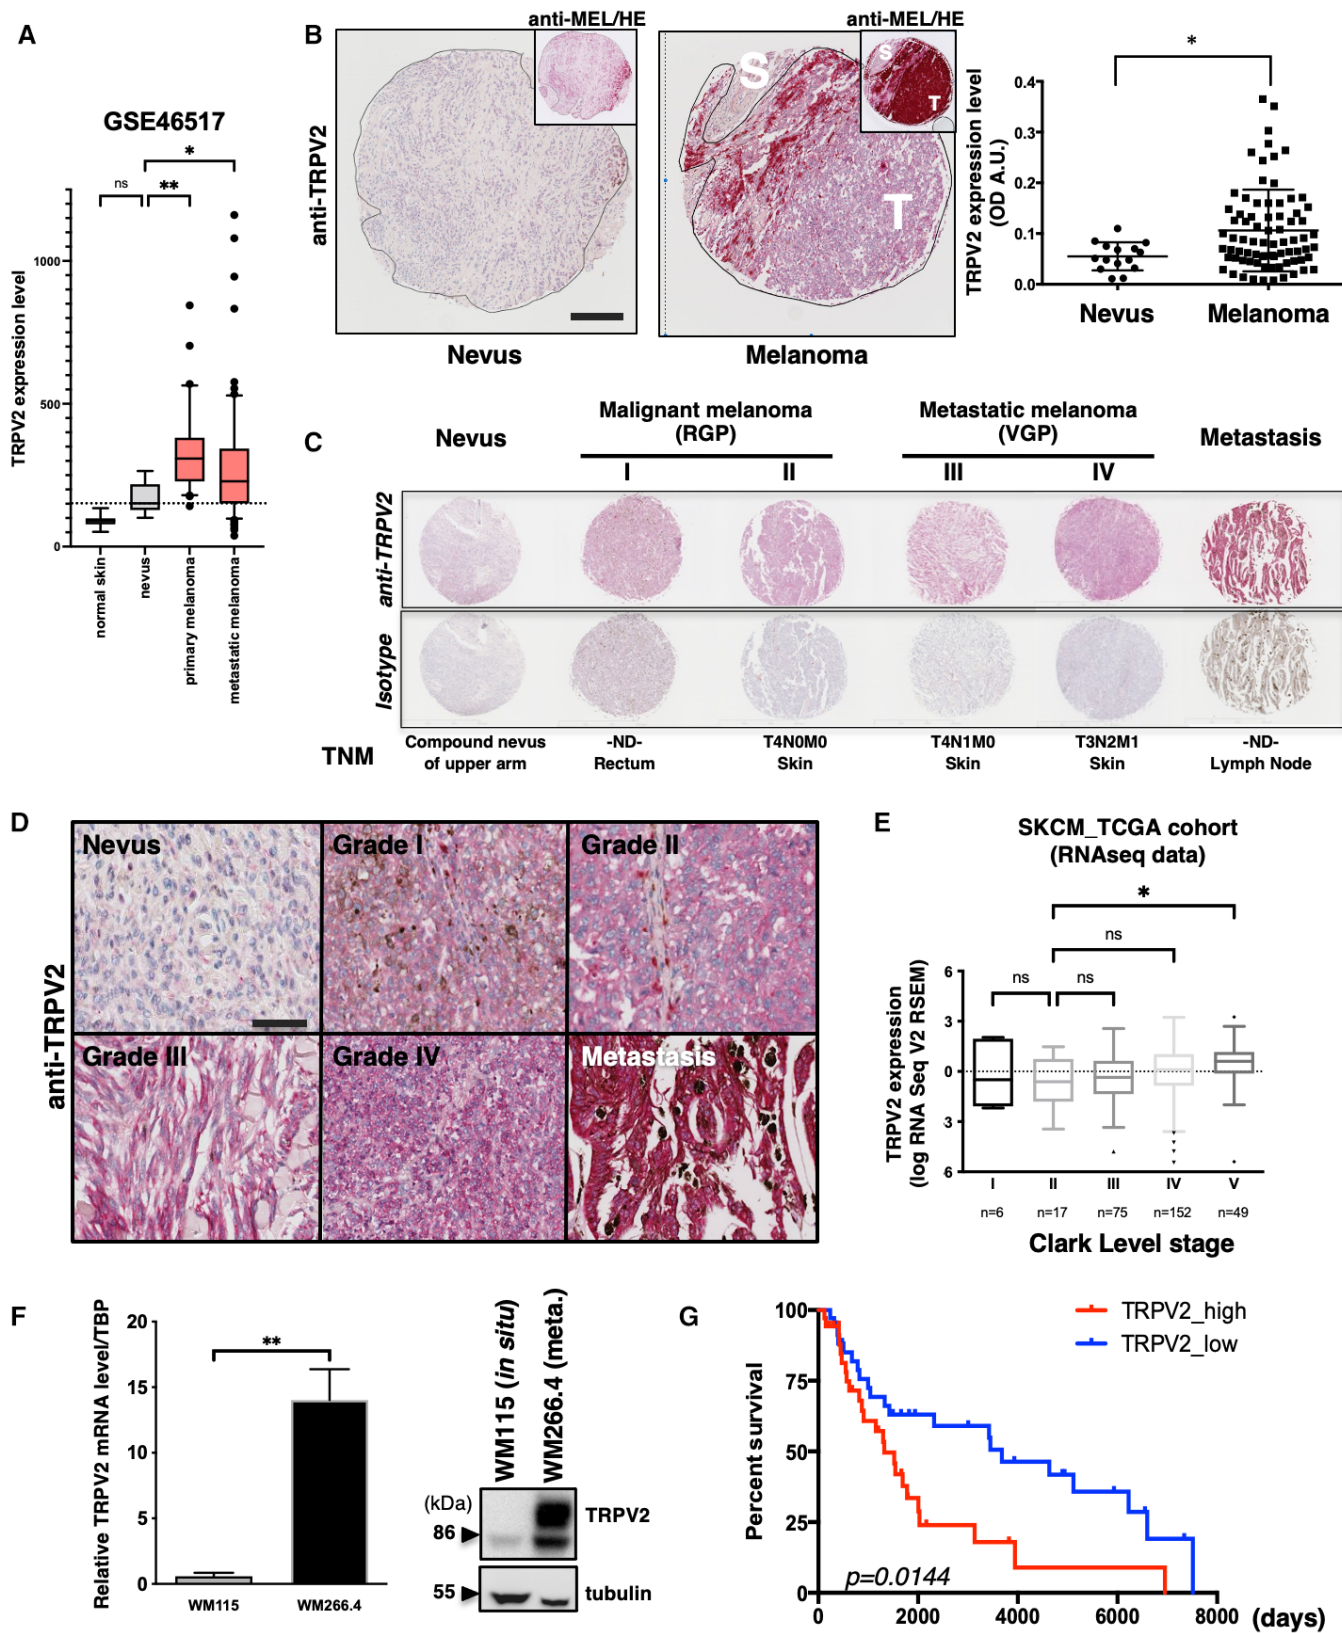 A
GSE46517
*
ns
**
TRPV2 expression level
1000
500
0
normal skin
nevus
primary melanoma
metastatic melanoma
B
anti-MEL/HE
anti-MEL/HE
anti-TRPV2
S
T
S
T
Nevus
Melanoma
*
TRPV2 expression level
(OD A.U.)
0.4
0.3
0.2
0.1
0.0
Nevus
Melanoma
C
Nevus
Malignant melanoma
(RGP)
Metastatic melanoma
(VGP)
Metastasis
I
II
III
IV
anti-TRPV2
Isotype
TNM
Compound nevus
of upper arm
-ND-
Rectum
T4N0M0
Skin
T4N1M0
Skin
T3N2M1
Skin
-ND-
Lymph Node
D
anti-TRPV2
Nevus
Grade I
Grade II
Grade III
Grade IV
Metastasis
E
SKCM_TCGA cohort
(RNAseq data)
*
ns
ns
ns
TRPV2 expression
(log RNA Seq V2 RSEM)
6
3
0
3
6
I
II
III
IV
V
n=6
n=17
n=75
n=152
n=49
Clark Level stage
F
Relative TRPV2 mRNA level/TBP
20
15
10
5
0
**
WM115
WM266.4
WM115 (in situ)
WM266.4 (meta.)
(kDa)
86
TRPV2
55
tubulin
G
TRPV2_high
TRPV2_low
Percent survival
100
75
50
25
0
p=0.0144
0
2000
4000
6000
8000
(days)